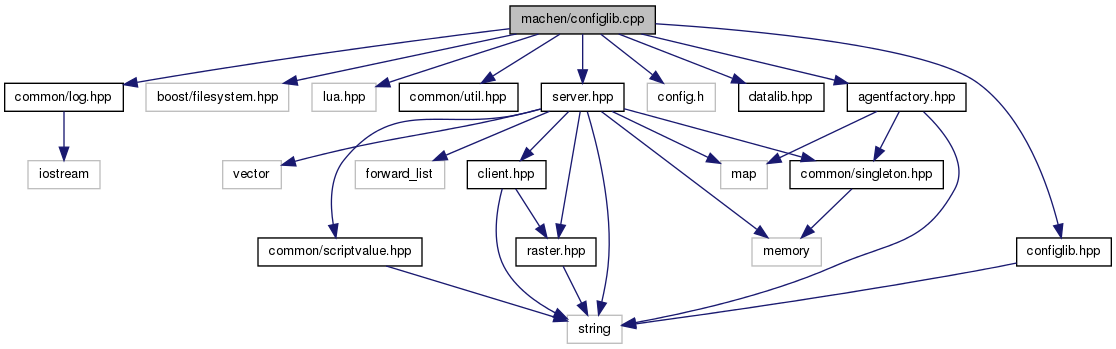 machen/configlib.cpp
common/log.hpp
boost/filesystem.hpp
lua.hpp
common/util.hpp
server.hpp
config.h
datalib.hpp
agentfactory.hpp
iostream
vector
forward_list
client.hpp
map
common/singleton.hpp
common/scriptvalue.hpp
raster.hpp
memory
configlib.hpp
string